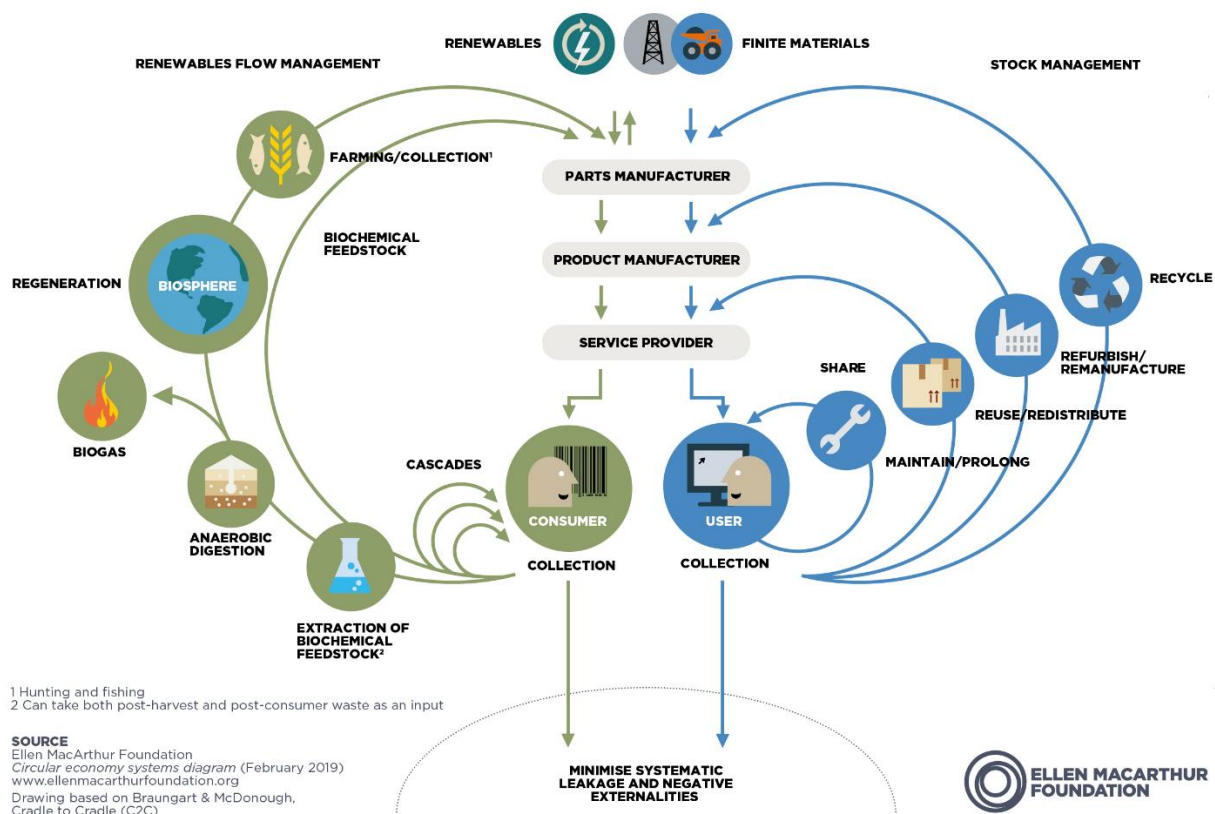 RENEWABLES
FINITE MATERIALS
RENEWABLES FLOW MANAGEMENT
STOCK MANAGEMENT
FARMING/COLLECTION¹
PARTS MANUFACTURER
BIOCHEMICAL
FEEDSTOCK
PRODUCT MANUFACTURER
REGENERATION
BIOSPHERE
RECYCLE
SERVICE PROVIDER
SHARE
REFURBISH/
REMANUFACTURE
REUSE/REDISTRIBUTE
BIOGAS
CASCADES
MAINTAIN/PROLONG
CONSUMER
USER
ANAEROBIC
DIGESTION
COLLECTION
COLLECTION
EXTRACTION OF
BIOCHEMICAL
FEEDSTOCK²
1 Hunting and fishing
2 Can take both post-harvest and post-consumer waste as an input
SOURCE
Ellen MacArthur Foundation
Circular economy systems diagram (February 2019)
www.ellenmacarthurfoundation.org
Drawing based on Braungart & McDonough,
Cradle to Cradle (C2C)
MINIMISE SYSTEMATIC
LEAKAGE AND NEGATIVE
EXTERNALITIES
ELLEN MACARTHUR
FOUNDATION